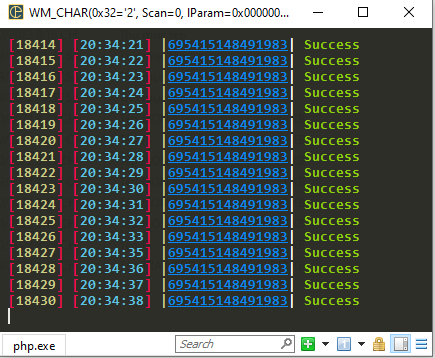 WM_CHAR(0x32='2', Scan=0, lParam=0x000000...
[18414] [20:34:21] |695415148491983| Success
[18415] [20:34:22] |695415148491983| Success
[18416] [20:34:23] |695415148491983| Success
[18417] [20:34:24] |695415148491983| Success
[18418] [20:34:25] |695415148491983| Success
[18419] [20:34:26] |695415148491983| Success
[18420] [20:34:27] |695415148491983| Success
[18421] [20:34:28] |695415148491983| Success
[18422] [20:34:29] |695415148491983| Success
[18423] [20:34:30] |695415148491983| Success
[18424] [20:34:31] |695415148491983| Success
[18425] [20:34:32] |695415148491983| Success
[18426] [20:34:33] |695415148491983| Success
[18427] [20:34:35] |695415148491983| Success
[18428] [20:34:36] |695415148491983| Success
[18429] [20:34:37] |695415148491983| Success
[18430] [20:34:38] |695415148491983| Success
php.exe Search